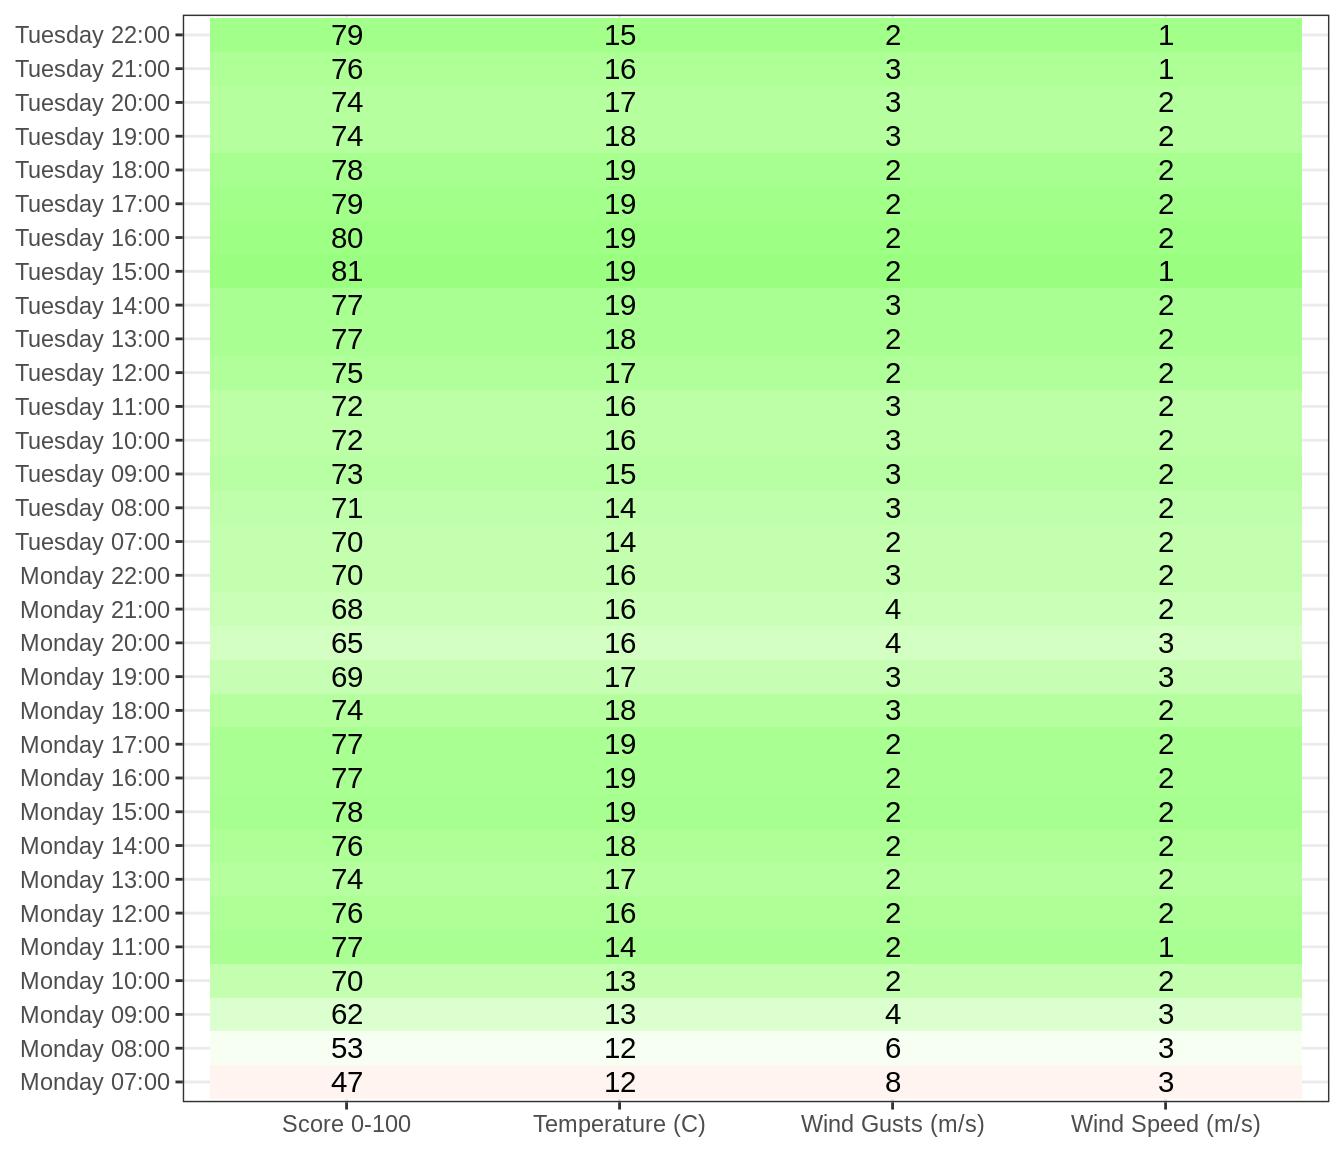 Tuesday 22:00 79 15 2 1
Tuesday 21:00 76 16 3 1
Tuesday 20:00 74 17 3 2
Tuesday 19:00 74 18 3 2
Tuesday 18:00 78 19 2 2
Tuesday 17:00 79 19 2 2
Tuesday 16:00 80 19 2 2
Tuesday 15:00 81 19 2 1
Tuesday 14:00 77 19 3 2
Tuesday 13:00 77 18 2 2
Tuesday 12:00 75 17 2 2
Tuesday 11:00 72 16 3 2
Tuesday 10:00 72 16 3 2
Tuesday 09:00 73 15 3 2
Tuesday 08:00 71 14 3 2
Tuesday 07:00 70 14 2 2
Monday 22:00 70 16 3 2
Monday 21:00 68 16 4 2
Monday 20:00 65 16 4 3
Monday 19:00 69 17 3 3
Monday 18:00 74 18 3 2
Monday 17:00 77 19 2 2
Monday 16:00 77 19 2 2
Monday 15:00 78 19 2 2
Monday 14:00 76 18 2 2
Monday 13:00 74 17 2 2
Monday 12:00 76 16 2 2
Monday 11:00 77 14 2 1
Monday 10:00 70 13 2 2
Monday 09:00 62 13 4 3
Monday 08:00 53 12 6 3
Monday 07:00 47 12 8 3
Score 0-100 Temperature (C) Wind Gusts (m/s) Wind Speed (m/s)